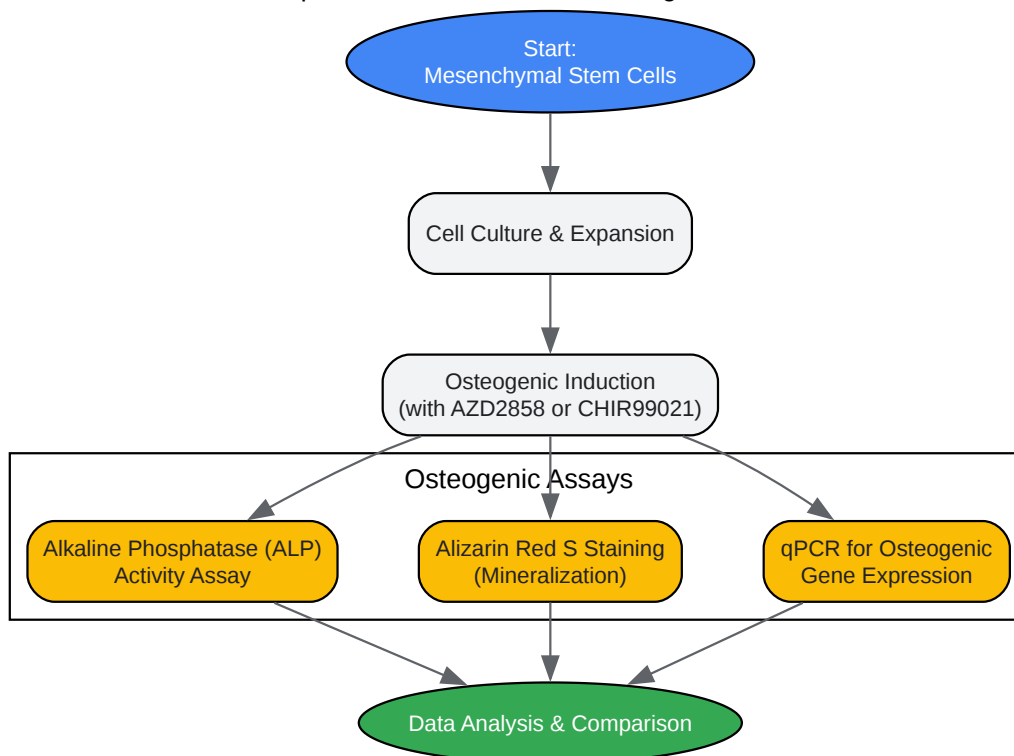 Start:
Mesenchymal Stem Cells
Cell Culture & Expansion
Osteogenic Induction
(with AZD2858 or CHIR99021)
Osteogenic Assays
Alkaline Phosphatase (ALP)
Activity Assay
Alizarin Red S Staining
(Mineralization)
qPCR for Osteogenic
Gene Expression
Data Analysis & Comparison